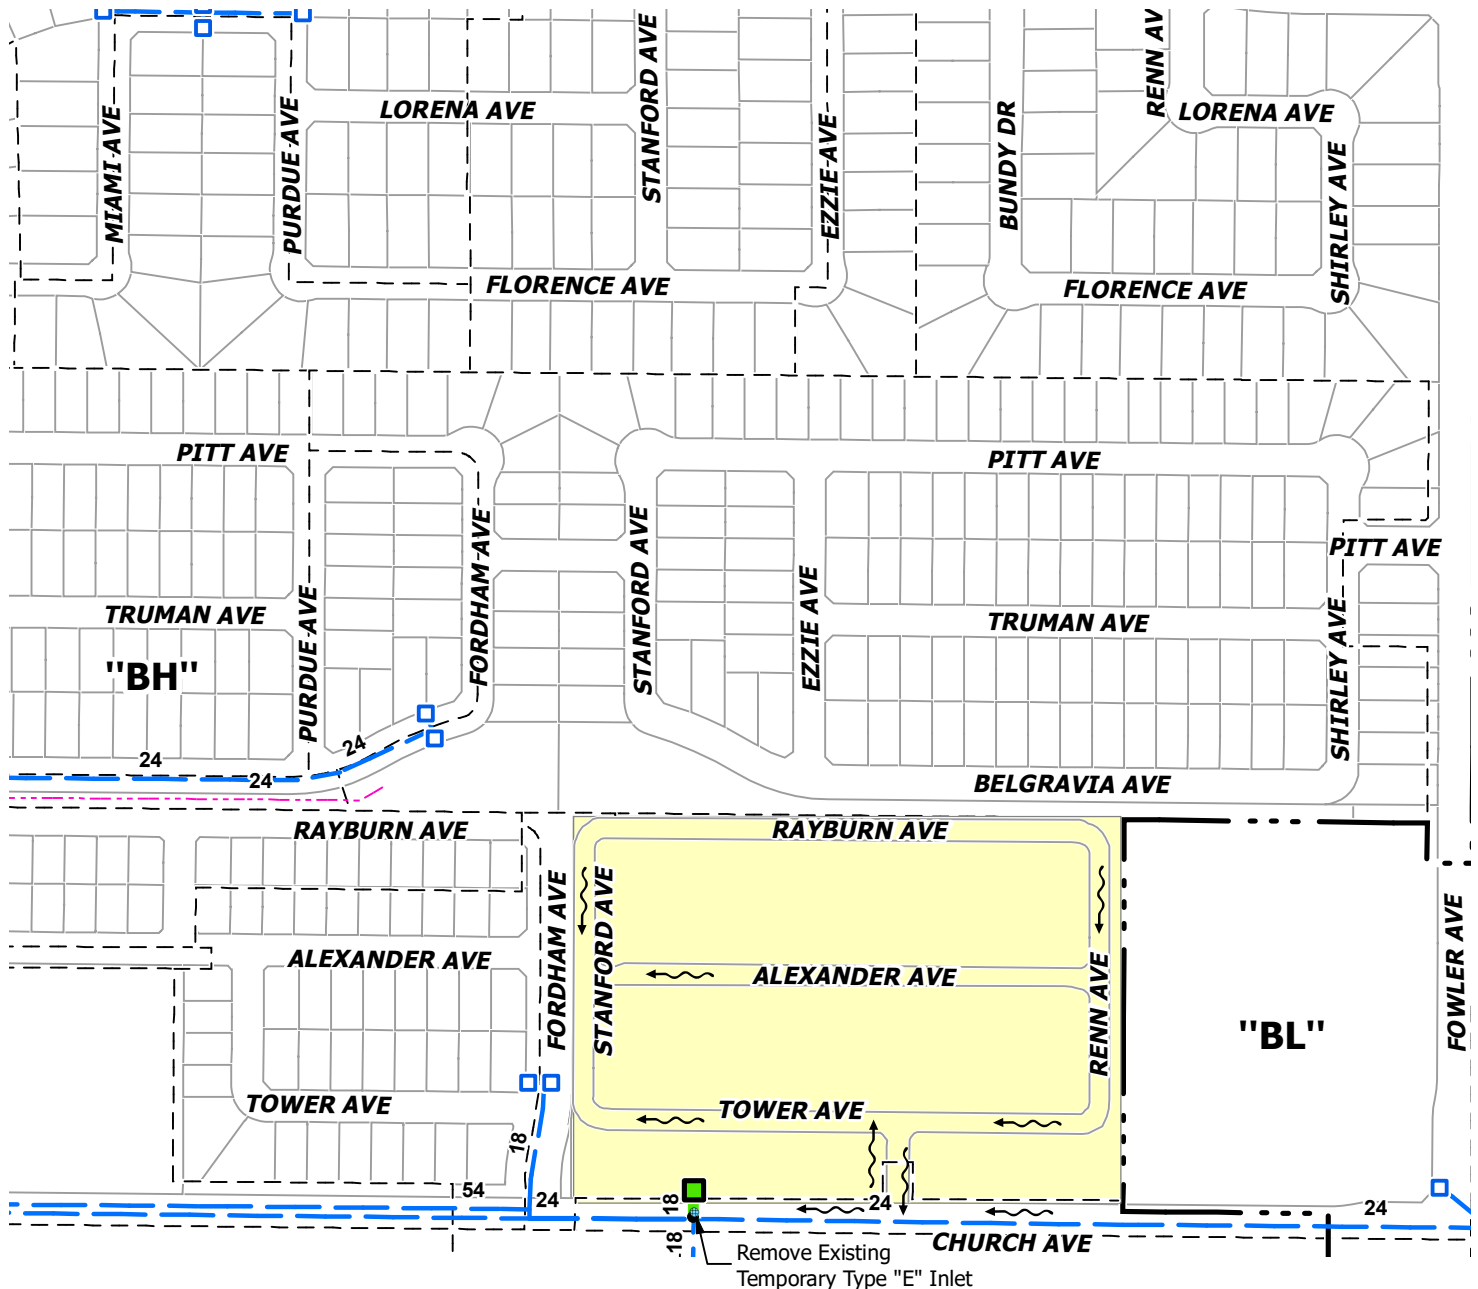 STANFORD AVE
RENN AV
LORENA AVE
LORENA AVE
MIAMI AVE
PURDUE AVE
EZZIE AVE
BUNDY DR
SHIRLEY AVE
FLORENCE AVE
FLORENCE AVE
PITT AVE
PITT AVE
PITT AVE
FORDHAM AVE
STANFORD AVE
EZZIE AVE
TRUMAN AVE
TRUMAN AVE
PURDUE AVE
SHIRLEY AVE
"BH"
24
24
24
BELGRAVIA AVE
RAYBURN AVE
RAYBURN AVE
FORDHAM AVE
STANFORD AVE
FOWLER AVE
ALEXANDER AVE
ALEXANDER AVE
RENN AVE
"BL"
TOWER AVE
TOWER AVE
18
54
24
18
24
24
18
CHURCH AVE
Remove Existing
Temporary Type "E" Inlet